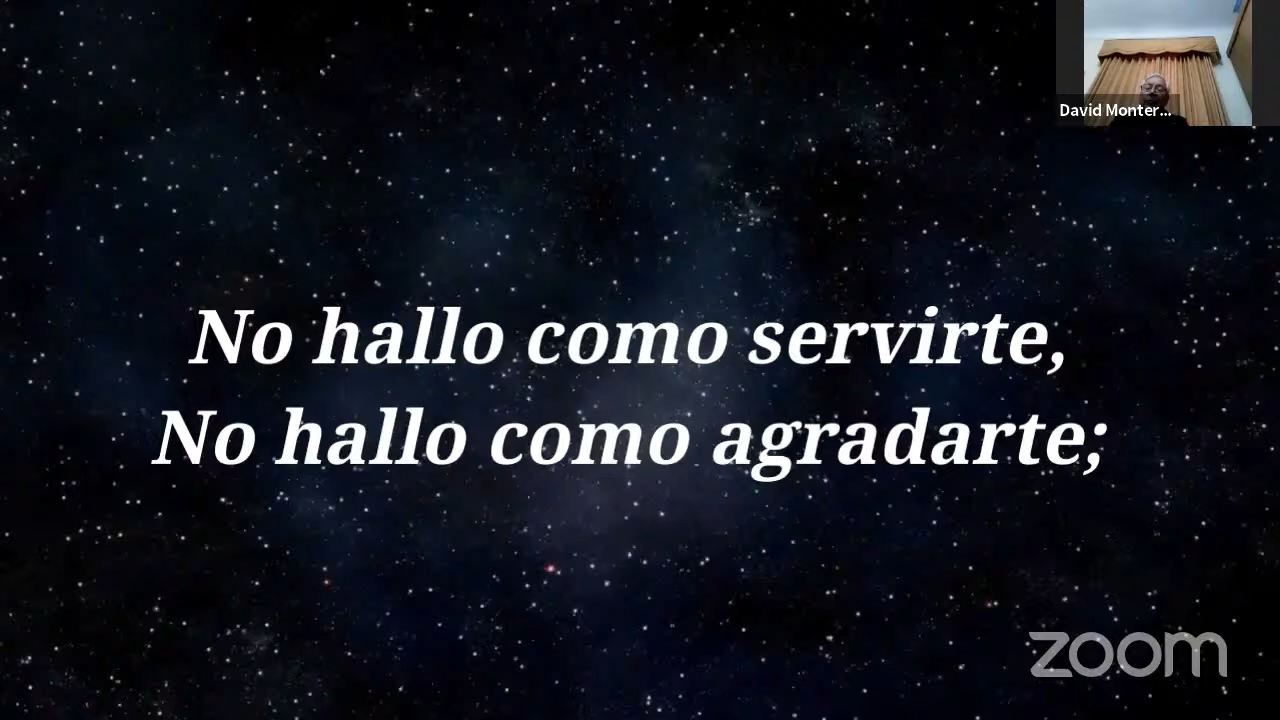 David Monter...
No hallo como servirte,
No hallo como agradarte;
zoom